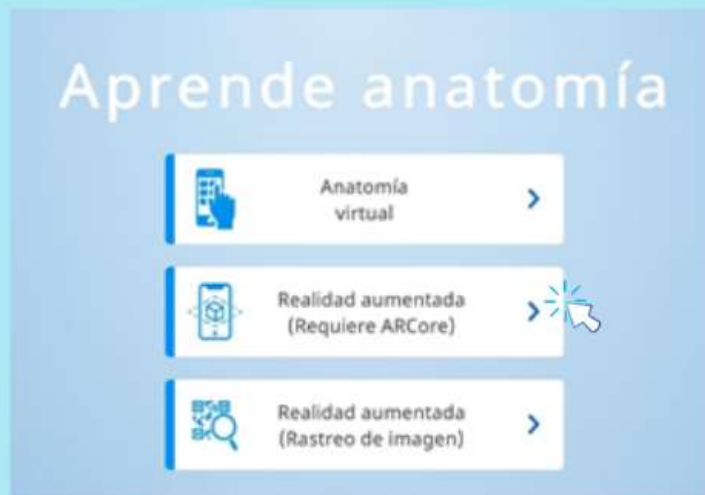 Aprende anatomía
Anatomía
virtual
Realidad aumentada
(Requiere ARCore)
Realidad aumentada
(Rastreo de imagen)